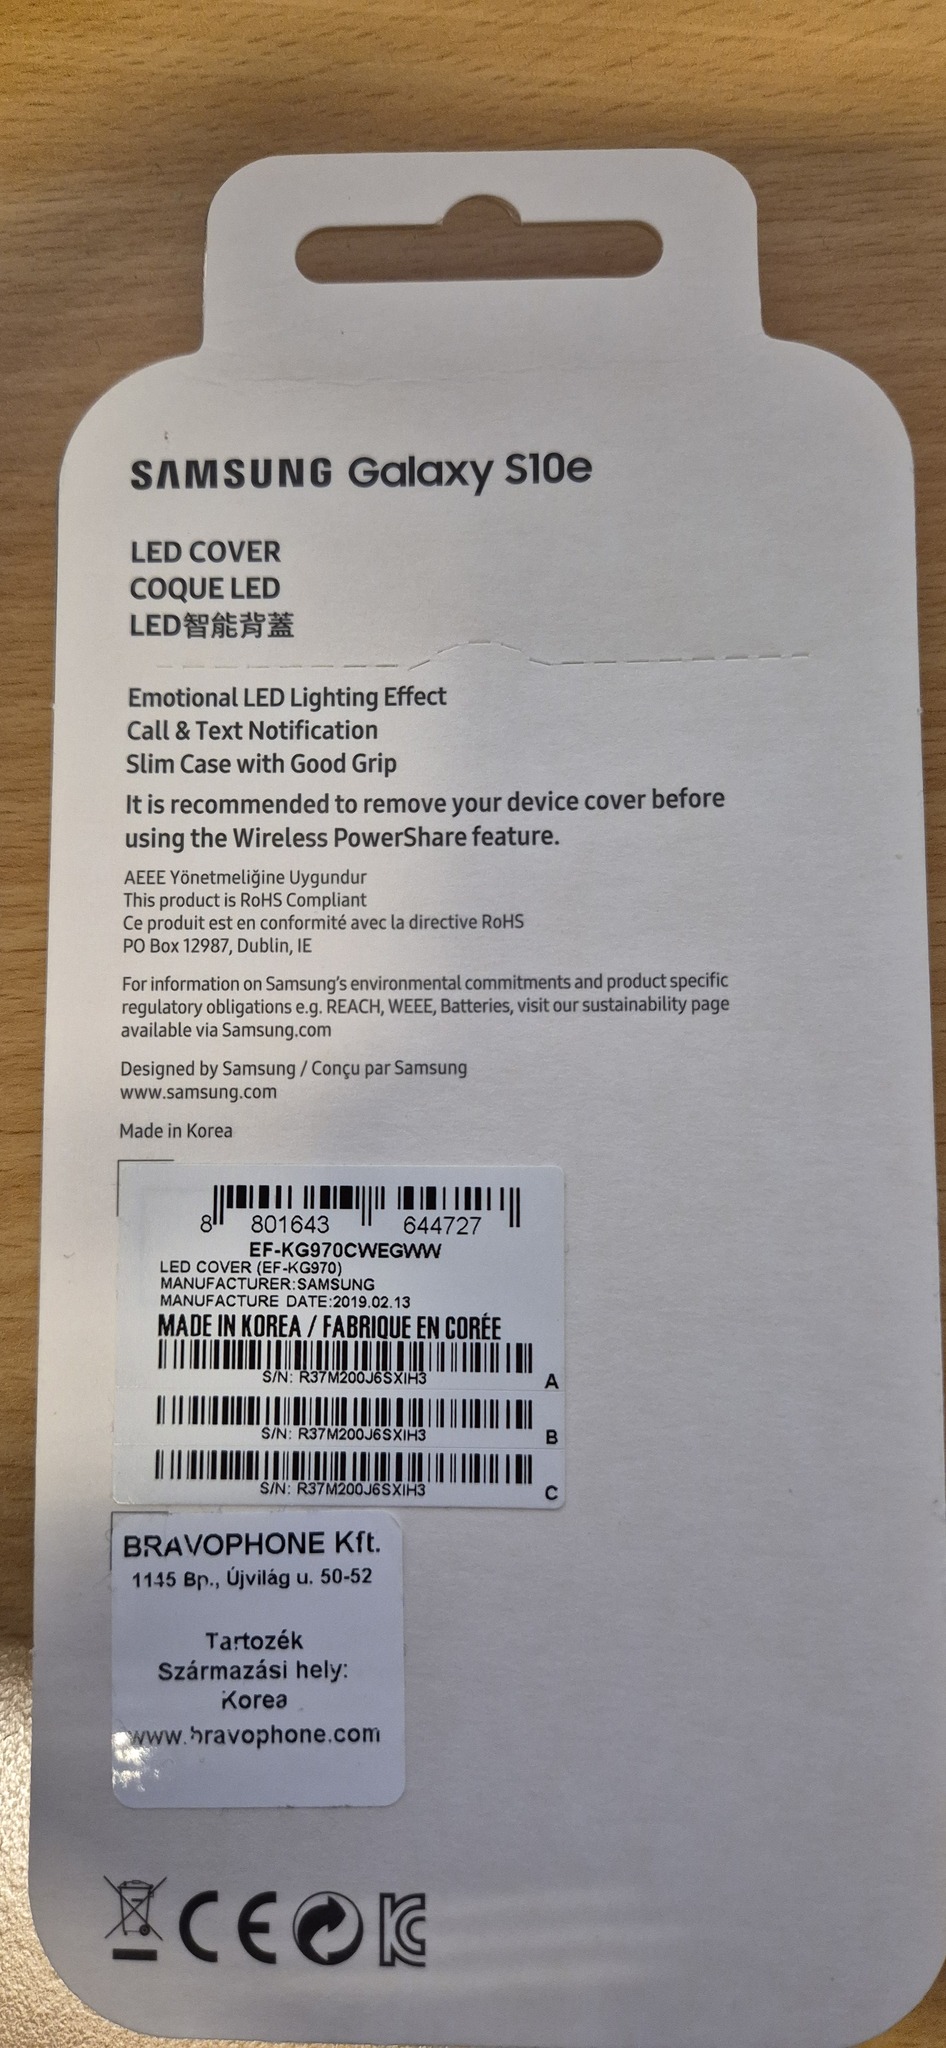 SAMSUNG Galaxy S10e
LED COVER
COQUE LED
LED智能背蓋
Emotional LED Lighting Effect
Call & Text Notification
Slim Case with Good Grip
It is recommended to remove your device cover before
using the Wireless PowerShare feature.
AEEE Yönetmeliğine Uygundur
This product is RoHS Compliant
Ce produit est en conformité avec la directive RoHS
PO Box 12987, Dublin, IE
For information on Samsung's environmental commitments and product specific
regulatory obligations e.g. REACH, WEEE, Batteries, visit our sustainability page
available via Samsung.com
Designed by Samsung / Conçu par Samsung
www.samsung.com
Made in Korea
8 801643 644727
EF-KG970CWEGWW
LED COVER (EF-KG970)
MANUFACTURER:SAMSUNG
MANUFACTURE DATE:2019.02.13
MADE IN KOREA / FABRIQUE EN CORÉE
S/N: R37M200J6SXIH3 A
S/N: R37M200J6SXIH3 B
S/N: R37M200J6SXIH3 C
BRAVOPHONE Kft.
1145 Bp., Újvilág u. 50-52
Tartozék
Származási hely:
Korea
www.bravophone.com
CE